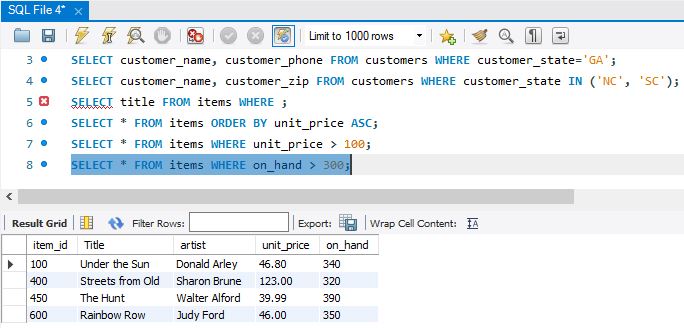 SQL File 4*
Limit to 1000 rows
3 SELECT customer_name, customer_phone FROM customers WHERE customer_state='GA';
4 SELECT customer_name, customer_zip FROM customers WHERE customer_state IN ('NC', 'SC');
5 SELECT title FROM items WHERE ;
6 SELECT * FROM items ORDER BY unit_price ASC;
7 SELECT * FROM items WHERE unit_price > 100;
8 SELECT * FROM items WHERE on_hand > 300;
Result Grid Filter Rows: Export: Wrap Cell Content:
item_id Title artist unit_price on_hand
100 Under the Sun Donald Arley 46.80 340
400 Streets from Old Sharon Brune 123.00 320
450 The Hunt Walter Alford 39.99 390
600 Rainbow Row Judy Ford 46.00 350